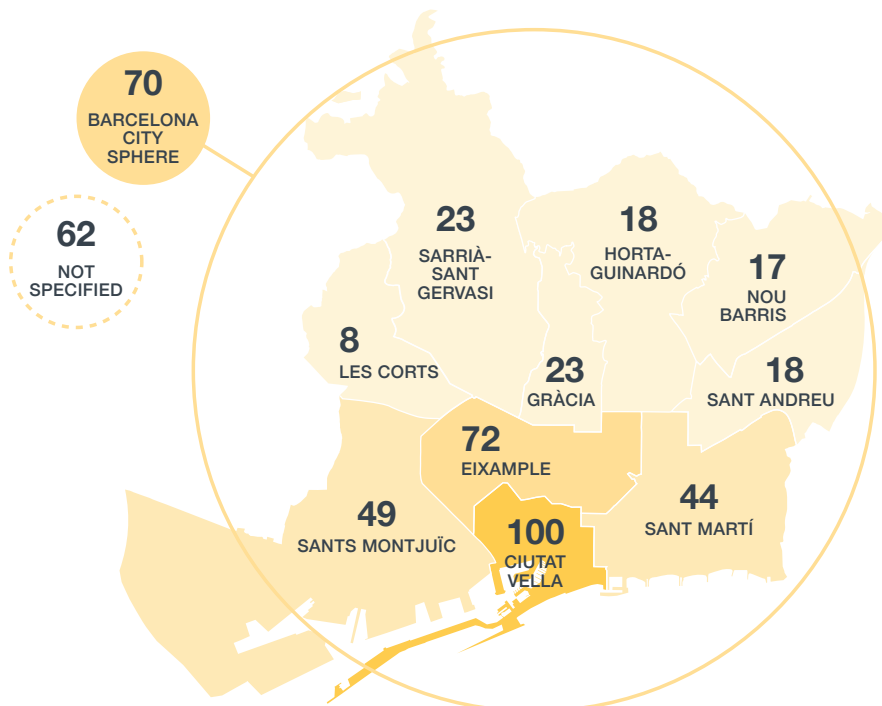 70
BARCELONA
CITY
SPHERE
62
NOT
SPECIFIED
23
SARRIÀ-
SANT
GERVASI
18
HORTA-
GUINARDÓ
17
NOU
BARRIS
8
LES CORTS
23
GRÀCIA
18
SANT ANDREU
72
EIXAMPLE
49
SANTS MONTJUÏC
100
CIUTAT
VELLA
44
SANT MARTÍ